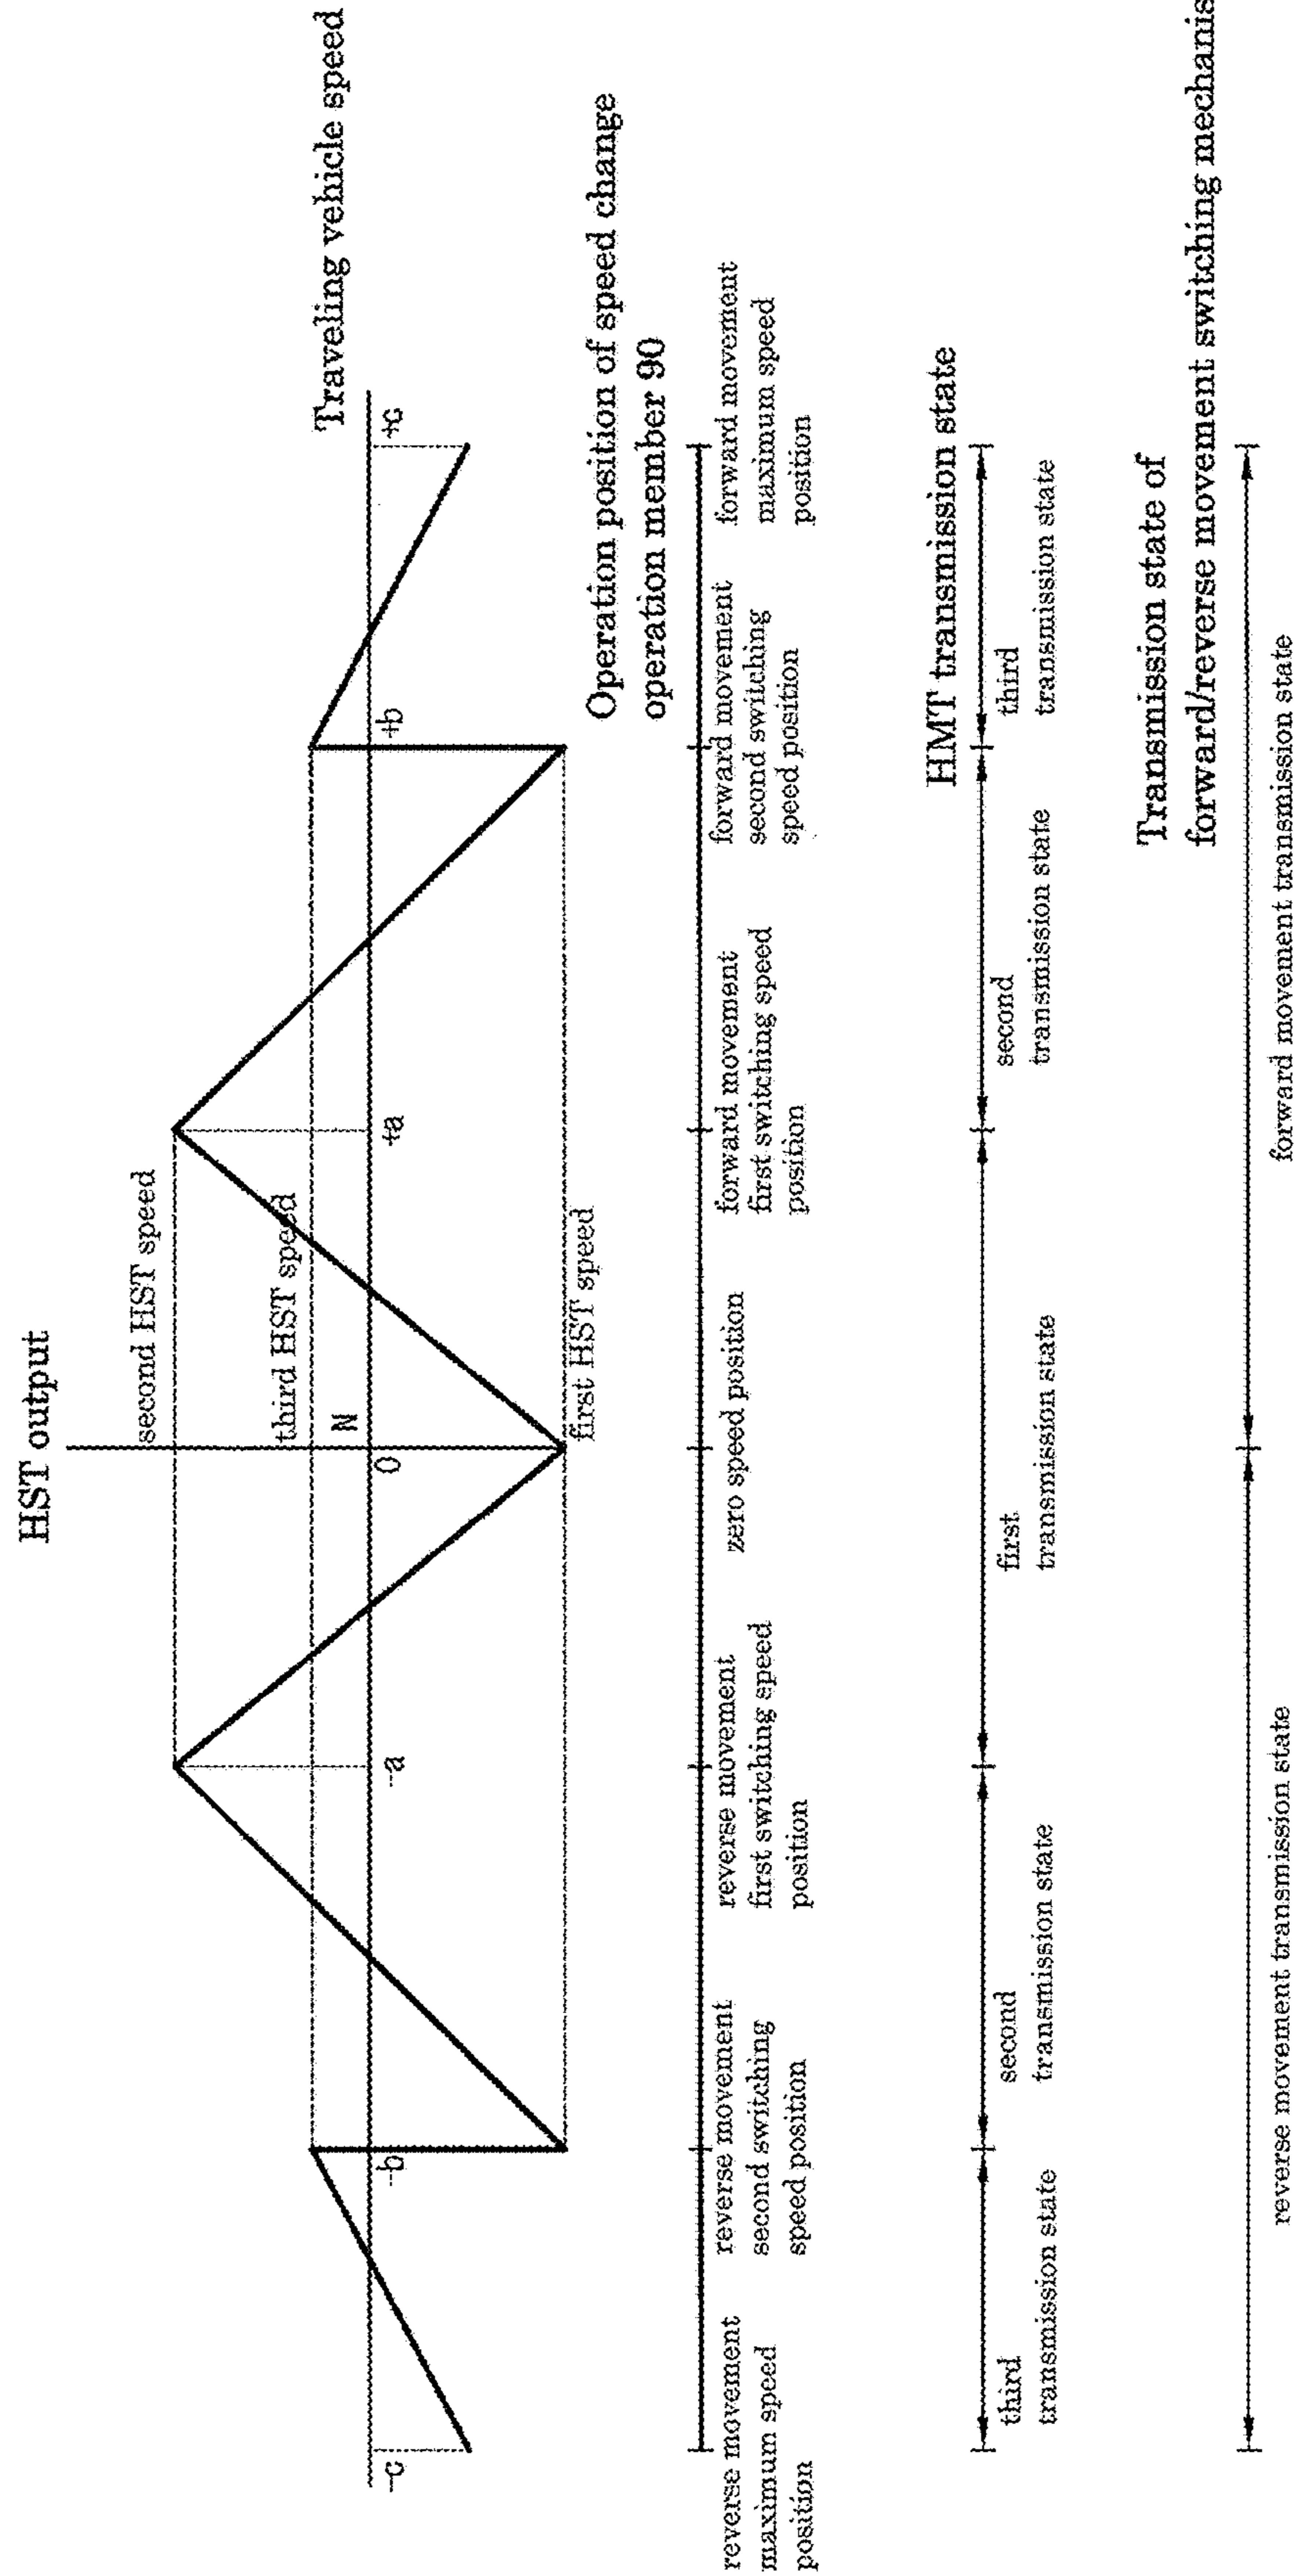 HST output
second HST speed
third HST speed
N
Traveling vehicle speed
-c
-b
-a
0
+a
+b
+c
first HST speed
Operation position of speed change
operation member 90
reverse movement
maximum speed
position
reverse movement
second switching
speed position
reverse movement
first switching speed
position
zero speed position
forward movement
first switching speed
position
forward movement
second switching
speed position
forward movement
maximum speed
position
HMT transmission state
third
transmission state
second
transmission state
first
transmission state
second
transmission state
third
transmission state
Transmission state of
forward/reverse movement switching mechanis
reverse movement transmission state
forward movement transmission state